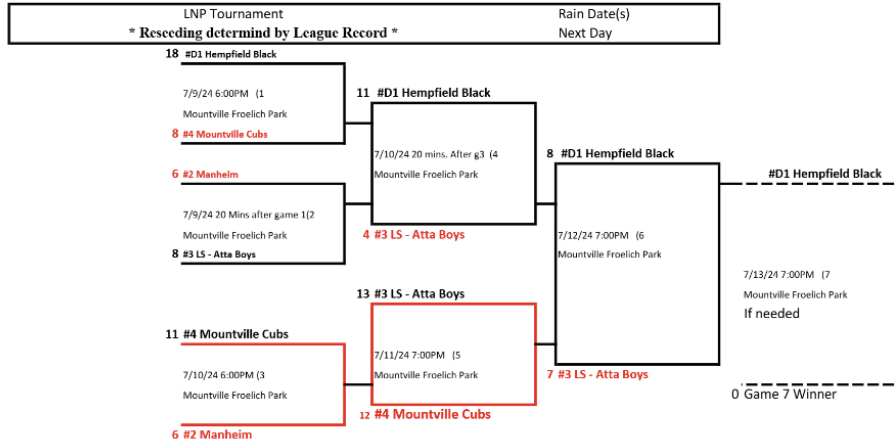 LNP Tournament Rain Date(s)
* Reseeding determind by League Record * Next Day
18 #D1 Hempfield Black
7/9/24 6:00PM (1
Mountville Froelich Park
8 #4 Mountville Cubs
6 #2 Manheim
7/9/24 20 Mins after game 1(2
Mountville Froelich Park
8 #3 LS - Atta Boys
11 #D1 Hempfield Black
7/10/24 20 mins. After g3 (4
Mountville Froelich Park
4 #3 LS - Atta Boys
11 #4 Mountville Cubs
7/10/24 6:00PM (3
Mountville Froelich Park
6 #2 Manheim
13 #3 LS - Atta Boys
7/11/24 7:00PM (5
Mountville Froelich Park
12 #4 Mountville Cubs
8 #D1 Hempfield Black
7/12/24 7:00PM (6
Mountville Froelich Park
7 #3 LS - Atta Boys
#D1 Hempfield Black
7/13/24 7:00PM (7
Mountville Froelich Park
If needed
0 Game 7 Winner